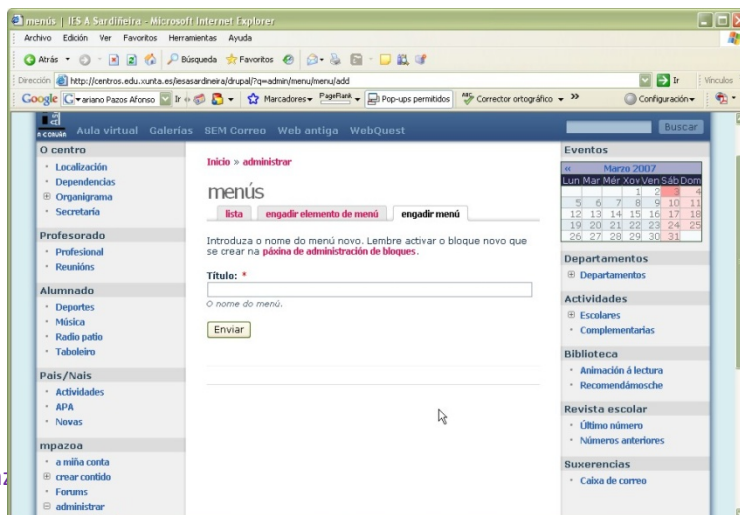 menús | IES A Sardiñeira - Microsoft Internet Explorer
Archivo Edición Ver Favoritos Herramientas Ayuda
Atrás Búsqueda Favoritos
Dirección http://centros.edu.xunta.es/iesasardineira/drupal/?q=admin/menu/menu/add Ir Vínculos
Google ariano Pazos Afonso Ir Marcadores PageRank Pop-ups permitidos Corrector ortográfico » Configuración
A CORUÑA Aula virtual Galerías SEM Correo Web antiga WebQuest Buscar
O centro
Localización
Dependencias
Organigrama
Secretaría
Profesorado
Profesional
Reunións
Alumnado
Deportes
Música
Radio patio
Taboleiro
Pais/Nais
Actividades
APA
Novas
mpazoa
a miña conta
crear contido
Forums
administrar
Inicio » administrar
menús
lista engadir elemento de menú engadir menú
Introduza o nome do menú novo. Lembre activar o bloque novo que
se crear na páxina de administración de bloques.
Título: *
O nome do menú.
Enviar
Eventos
« Marzo 2007
Lun Mar Mér Xov Ven Sáb Dom
1 2 3 4
5 6 7 8 9 10 11
12 13 14 15 16 17 18
19 20 21 22 23 24 25
26 27 28 29 30 31
Departamentos
Departamentos
Actividades
Escolares
Complementarias
Biblioteca
Animación á lectura
Recomendámosche
Revista escolar
Último número
Números anteriores
Suxerencias
Caixa de correo